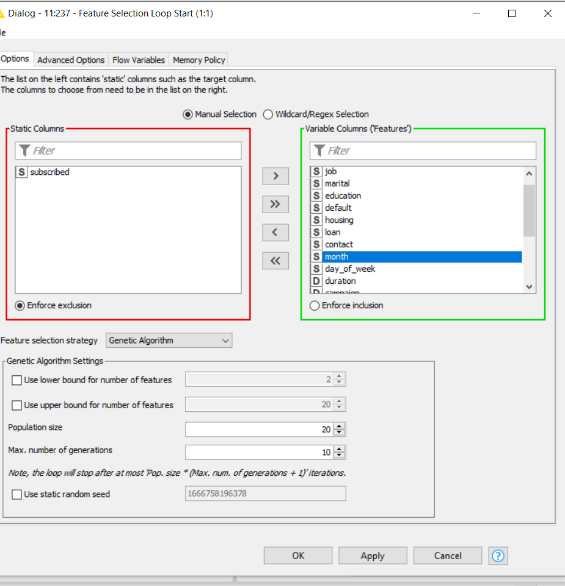 Dialog - 11:237 - Feature Selection Loop Start (1:1)
Options Advanced Options Flow Variables Memory Policy
The list on the left contains 'static' columns such as the target column.
The columns to choose from need to be in the list on the right.
Manual Selection Wildcard/Regex Selection
Static Columns
Filter
S subscribed
Enforce exclusion
> 
>>
<
<<
Variable Columns ('Features')
Filter
S job
S marital
S education
S default
S housing
S loan
S contact
S month
S day_of_week
D duration
D campaign
Enforce inclusion
Feature selection strategy Genetic Algorithm
Genetic Algorithm Settings
Use lower bound for number of features 2
Use upper bound for number of features 20
Population size 20
Max. number of generations 10
Note, the loop will stop after at most 'Pop. size * (Max. num. of generations + 1)' iterations.
Use static random seed 1666758196378
OK Apply Cancel ?